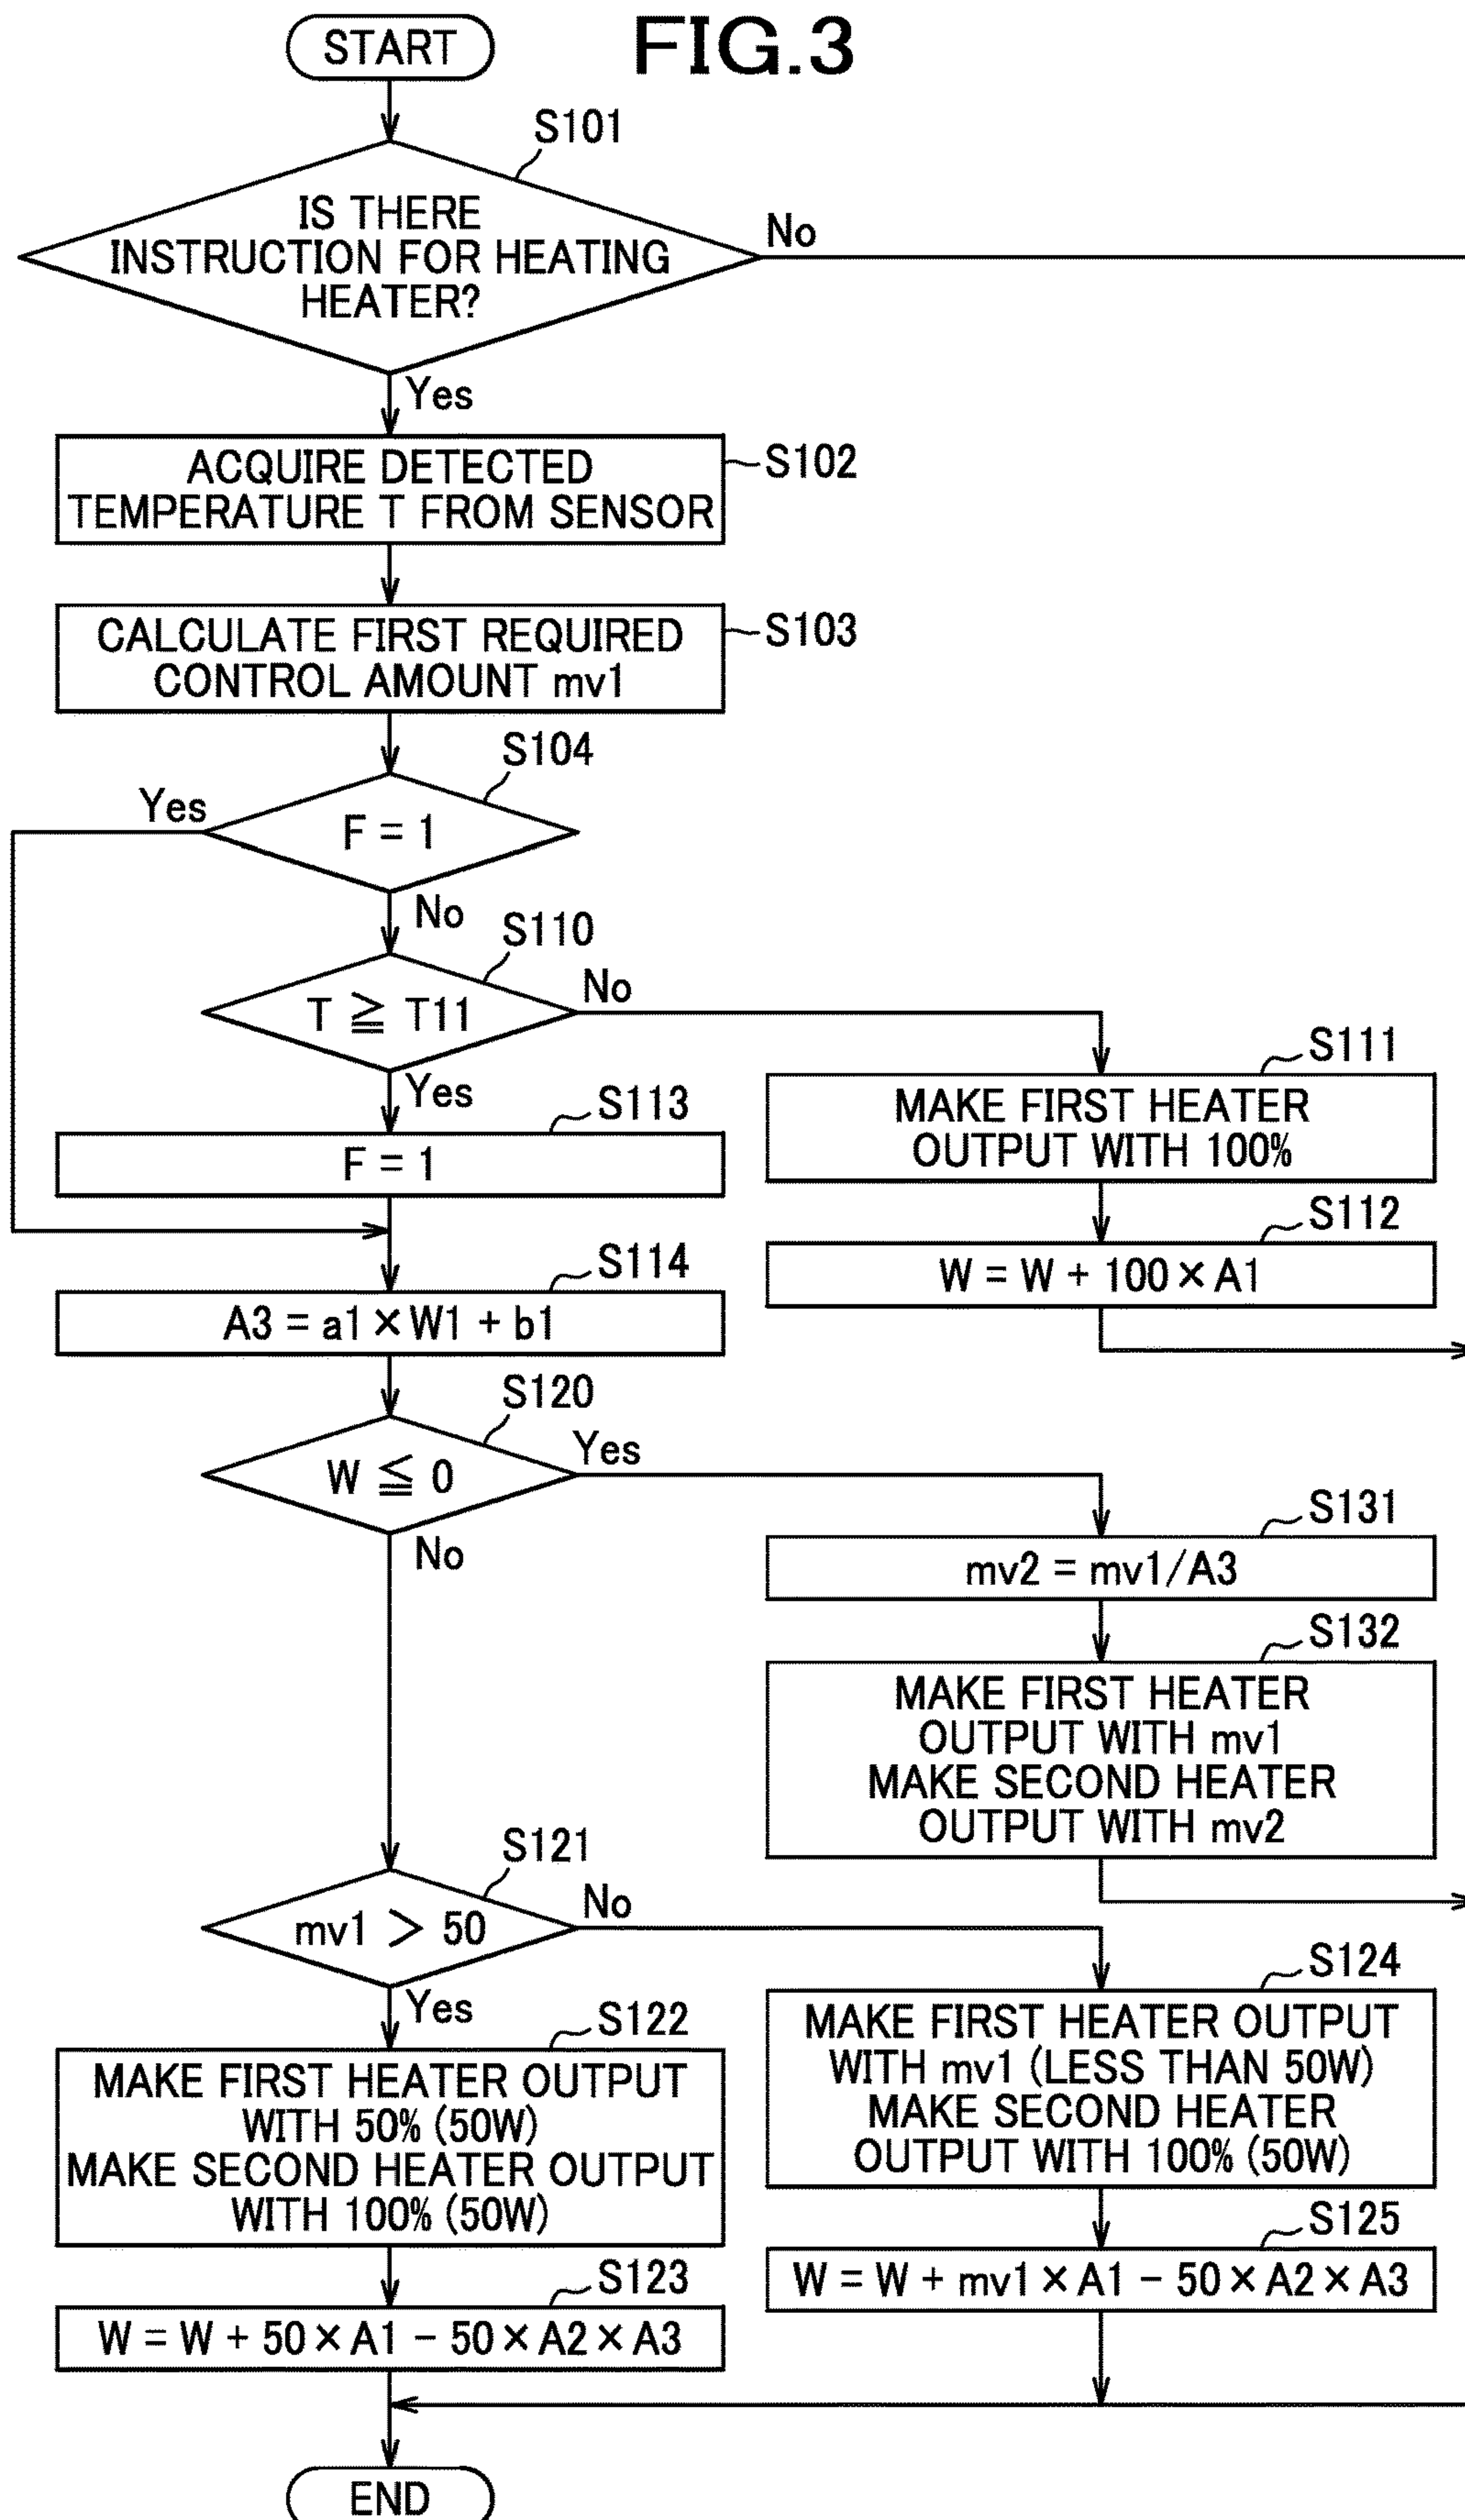 FIG.3
START
S101
IS THERE
INSTRUCTION FOR HEATING
HEATER?
No
Yes
ACQUIRE DETECTED
TEMPERATURE T FROM SENSOR
S102
CALCULATE FIRST REQUIRED
CONTROL AMOUNT mv1
S103
S104
Yes
F = 1
No
S110
T ≧ T11
No
Yes
S111
MAKE FIRST HEATER
OUTPUT WITH 100%
S113
F = 1
S112
W = W + 100 × A1
S114
A3 = a1 × W1 + b1
S120
W ≦ 0
Yes
No
S131
mv2 = mv1/A3
S132
MAKE FIRST HEATER
OUTPUT WITH mv1
MAKE SECOND HEATER
OUTPUT WITH mv2
S121
mv1 > 50
No
Yes
S124
MAKE FIRST HEATER OUTPUT
WITH mv1 (LESS THAN 50W)
MAKE SECOND HEATER
OUTPUT WITH 100% (50W)
S122
MAKE FIRST HEATER OUTPUT
WITH 50% (50W)
MAKE SECOND HEATER OUTPUT
WITH 100% (50W)
S125
W = W + mv1 × A1 − 50 × A2 × A3
S123
W = W + 50 × A1 − 50 × A2 × A3
END